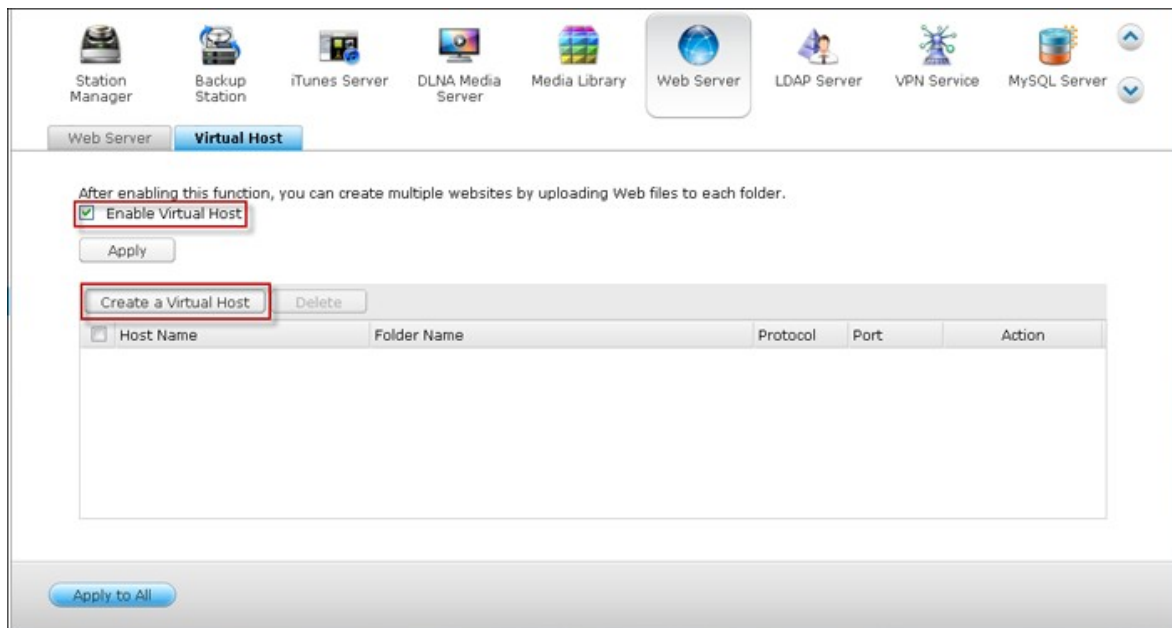 Station Manager
Backup Station
iTunes Server
DLNA Media Server
Media Library
Web Server
LDAP Server
VPN Service
MySQL Server
Web Server
Virtual Host
After enabling this function, you can create multiple websites by uploading Web files to each folder.
Enable Virtual Host
Apply
Create a Virtual Host
Delete
Host Name
Folder Name
Protocol
Port
Action
Apply to All